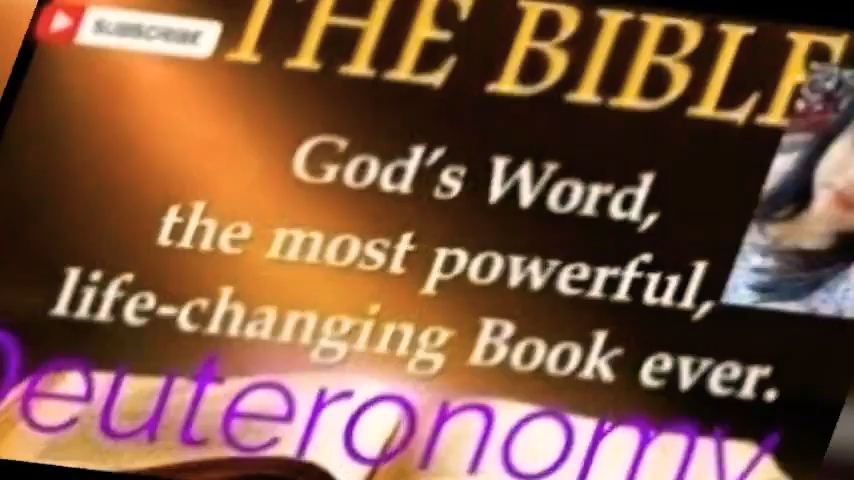 SUBSCRIBE
THE BIBLE
God's Word,
the most powerful,
life-changing Book ever.
Deuteronomy